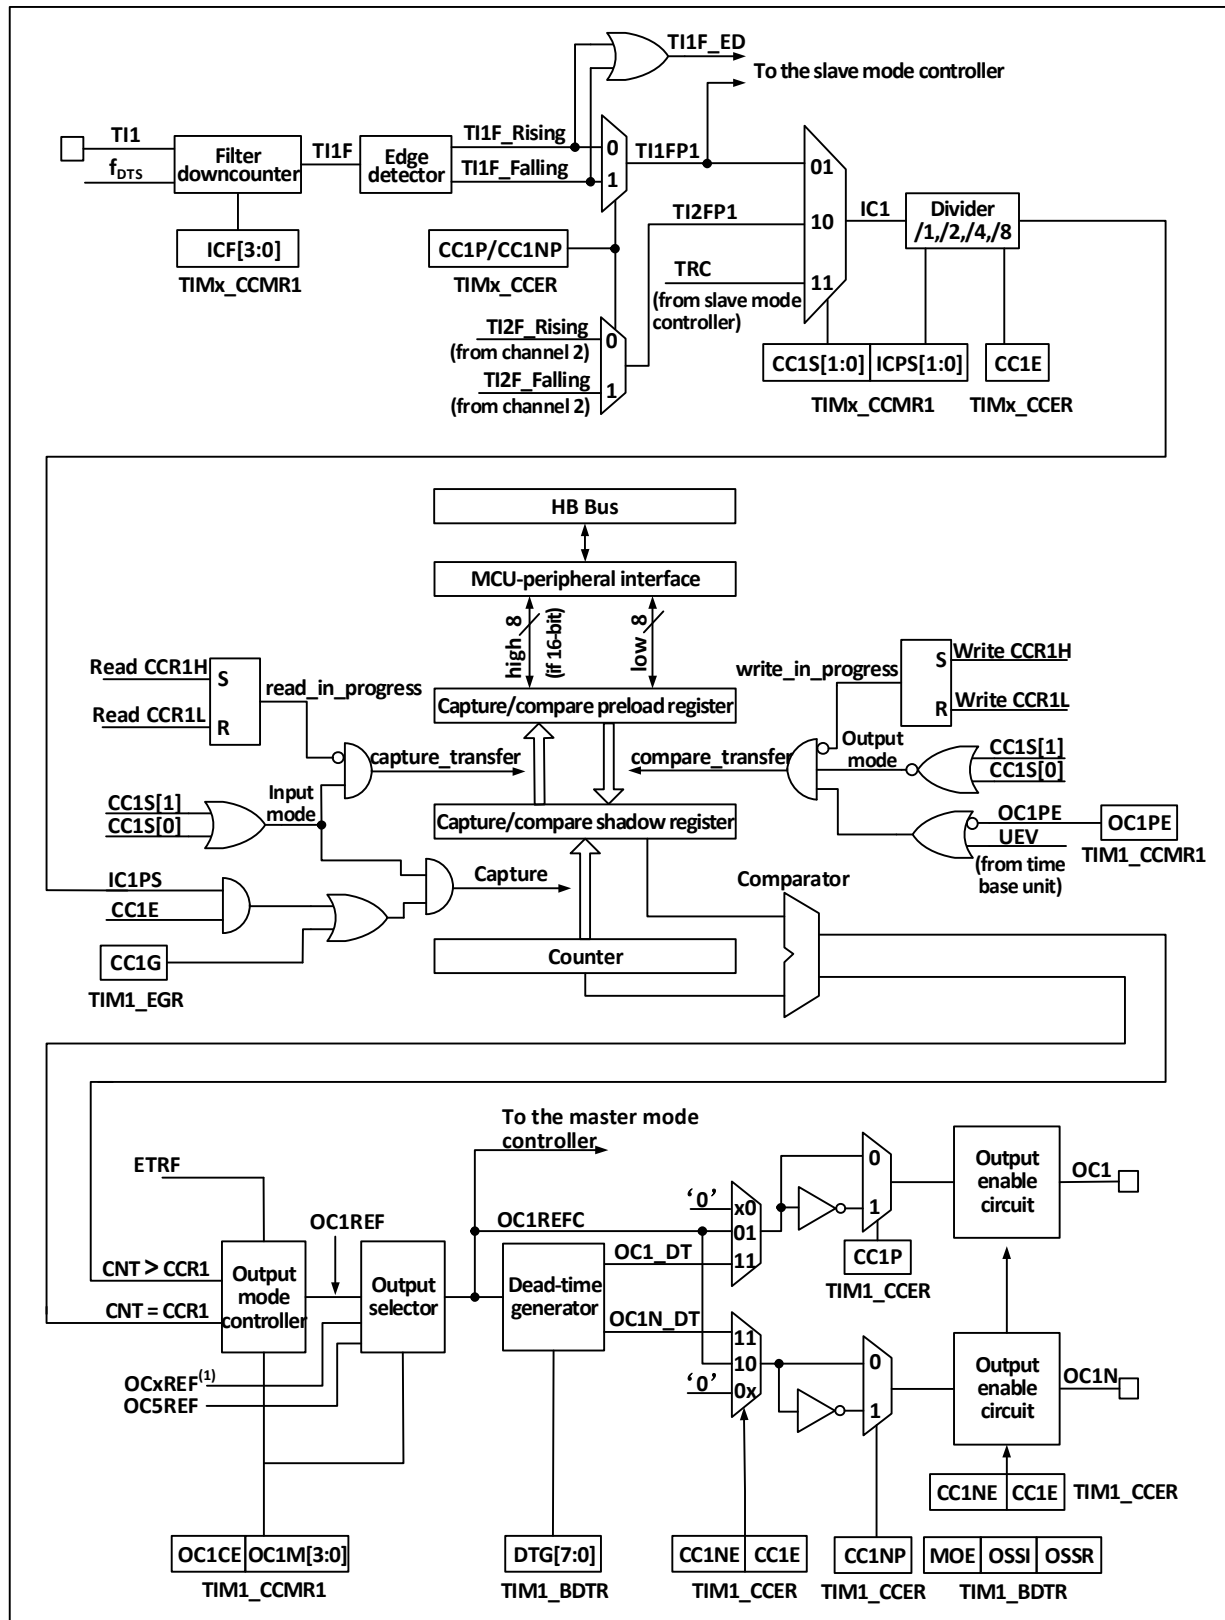 TI1F_ED
To the slave mode controller
TI1
fDTS
Filter
downcounter
TI1F
Edge
detector
TI1F_Rising
TI1F_Falling
0
1
TI1FP1
01
10
11
TI2FP1
TRC
(from slave mode
controller)
IC1
Divider
/1,/2,/4,/8
ICF[3:0]
TIMx_CCMR1
CC1P/CC1NP
TIMx_CCER
TI2F_Rising
(from channel 2)
TI2F_Falling
(from channel 2)
0
1
CC1S[1:0]
ICPS[1:0]
TIMx_CCMR1
CC1E
TIMx_CCER
HB Bus
MCU-peripheral interface
high
8
(if 16-bit)
low
8
Read CCR1H
Read CCR1L
S
R
read_in_progress
Capture/compare preload register
write_in_progress
S
R
Write CCR1H
Write CCR1L
capture_transfer
compare_transfer
Output
mode
CC1S[1]
CC1S[0]
CC1S[1]
CC1S[0]
Input
mode
Capture/compare shadow register
OC1PE
UEV
(from time
base unit)
OC1PE
TIM1_CCMR1
IC1PS
CC1E
Capture
Comparator
CC1G
TIM1_EGR
Counter
To the master mode
controller
ETRF
OC1REF
CNT > CCR1
CNT = CCR1
Output
mode
controller
Output
selector
OCxREF(1)
OC5REF
OC1REFC
Dead-time
generator
OC1_DT
OC1N_DT
‘0’
x0
01
11
11
10
0x
‘0’
0
1
CC1P
TIM1_CCER
0
1
Output
enable
circuit
OC1
Output
enable
circuit
OC1N
CC1NE
CC1E
TIM1_CCER
OC1CE
OC1M[3:0]
TIM1_CCMR1
DTG[7:0]
TIM1_BDTR
CC1NE
CC1E
TIM1_CCER
CC1NP
TIM1_CCER
MOE
OSSI
OSSR
TIM1_BDTR